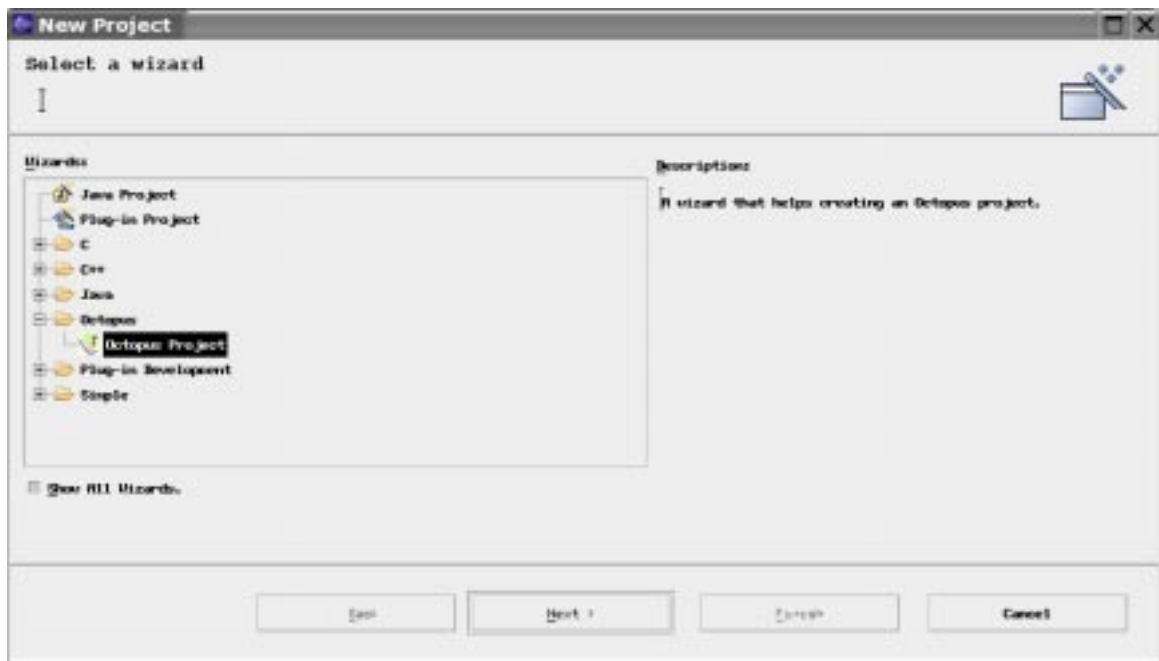 New Project
Select a wizard
Wizards:
Description:
Java Project
A wizard that helps creating an Octopus project.
Plug-in Project
C
C++
Java
Octopus
Octopus Project
Plug-in Development
Simple
Show All Wizards.
Next >
Cancel